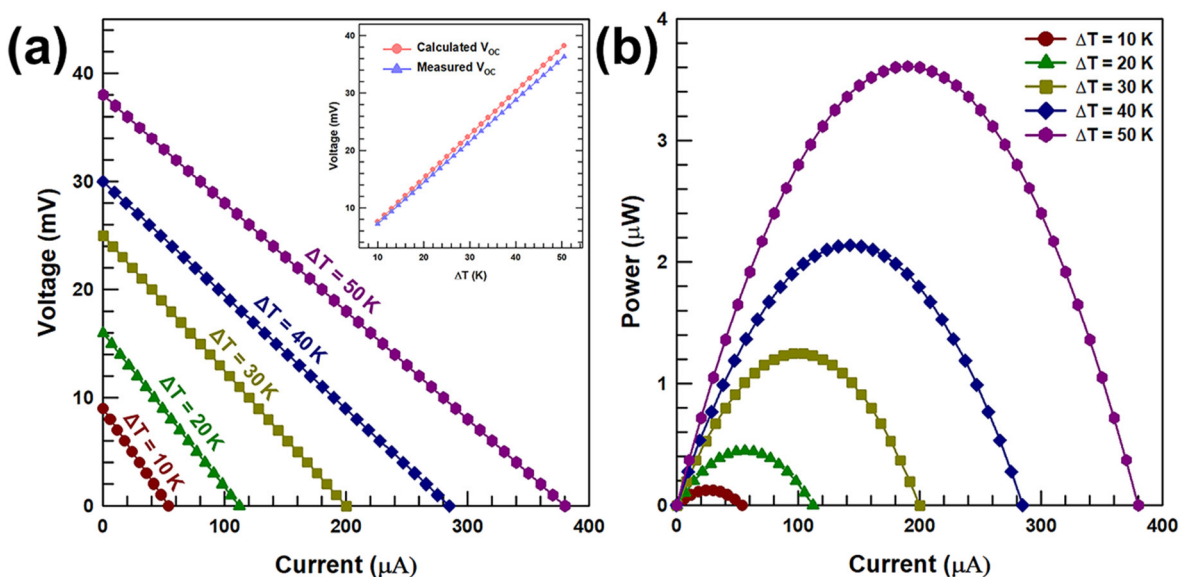 (a)
Voltage (mV)
40
30
20
10
0
0
100
200
300
400
Current (μA)
ΔT = 10 K
ΔT = 20 K
ΔT = 30 K
ΔT = 40 K
ΔT = 50 K
Calculated VOC
Measured VOC
Voltage (mV)
40
30
20
10
10
20
30
40
50
ΔT (K)
(b)
Power (μW)
4
3
2
1
0
0
100
200
300
400
Current (μA)
ΔT = 10 K
ΔT = 20 K
ΔT = 30 K
ΔT = 40 K
ΔT = 50 K